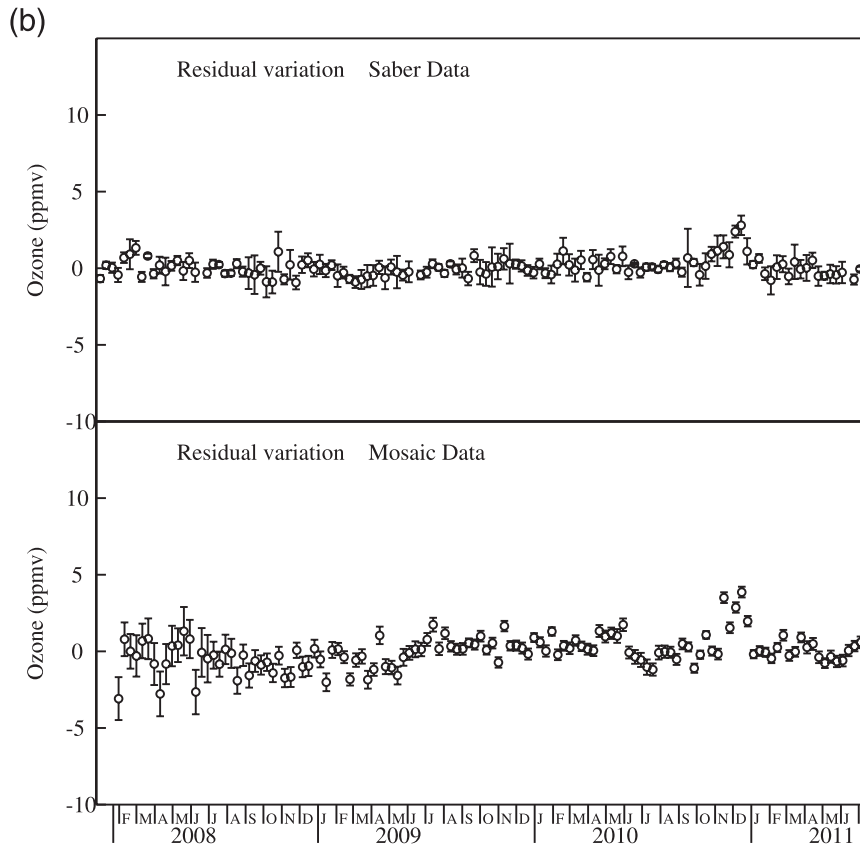 (b)
Residual variation Saber Data
10
5
0
-5
-10
Ozone (ppmv)
Residual variation Mosaic Data
10
5
0
-5
-10
Ozone (ppmv)
F M A M J J A S O N D J F M A M J J A S O N D J F M A M J J A S O N D J F M A M J
2008 2009 2010 2011